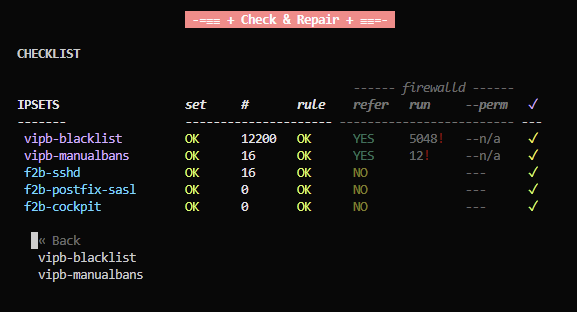 -=≡≡ + Check & Repair + ≡≡=-
CHECKLIST
------ firewalld ------
IPSETS set # rule refer run --perm ✓
------- ------------------- --------------------- ---
vipb-blacklist OK 12200 OK YES 5048! --n/a ✓
vipb-manualbans OK 16 OK YES 12! --n/a ✓
f2b-sshd OK 16 OK NO --- ✓
f2b-postfix-sasl OK 0 OK NO --- ✓
f2b-cockpit OK 0 OK NO --- ✓
« Back
vipb-blacklist
vipb-manualbans